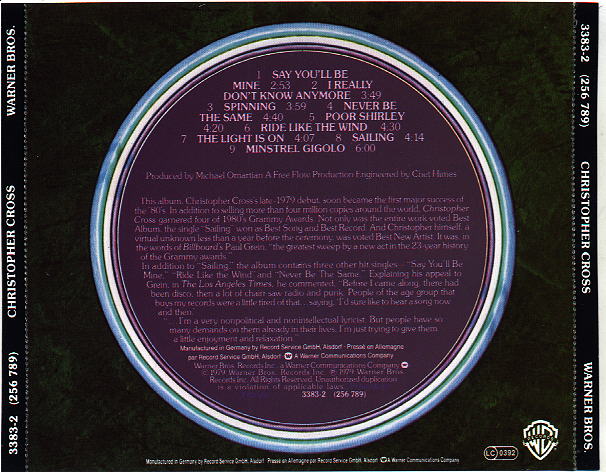 WARNER BROS.
CHRISTOPHER CROSS
3383-2 (256 789)
1 SAY YOU'LL BE
MINE 2:53 2 I REALLY
DON'T KNOW ANYMORE 3:49
3 SPINNING 3:59 4 NEVER BE
THE SAME 4:40 5 POOR SHIRLEY
4:20 6 RIDE LIKE THE WIND 4:30
7 THE LIGHT IS ON 4:07 8 SAILING 4:14
9 MINSTREL GIGOLO 6:00
Produced by Michael Omartian A Free Flow Production Engineered by Chet Himes
This album, Christopher Cross's late-1979 debut, soon became the first major success of
the '80's. In addition to selling more than four million copies around the world, Christopher
Cross garnered four of 1980's Grammy Awards. Not only was the entire work voted Best
Album, the single "Sailing" won as Best Song and Best Record. And Christopher himself, a
virtual unknown less than a year before the ceremony, was voted Best New Artist. It was, in
the words of Billboard's Paul Grein, "the greatest sweep by a new act in the 23-year history
of the Grammy awards."
In addition to "Sailing," the album contains three other hit singles—"Say You'll Be
Mine," "Ride Like the Wind" and "Never Be The Same." Explaining his appeal to
Grein, in The Los Angeles Times, he commented, "Before I came along, there had
been disco, then a lot of chair saw radio and punk. People of the age group that
buy my records were a little tired of that...saying, 'I'd sure like to hear a song now
and then.'
...I'm a very nonpolitical and nonintellectual lyricist. But people have so
many demands on them already in their lives. I'm just trying to give them
a little enjoyment and relaxation.
Manufactured in Germany by Record Service GmbH, Alsdorf · Pressé en Allemagne
par Record Service GmbH, Alsdorf A Warner Communications Company
Warner Bros. Records Inc., a Warner Communications Company
© 1979 Warner Bros. Records Inc. ℗ 1979 Warner Bros.
Records Inc. All Rights Reserved. Unauthorized duplication
is a violation of applicable laws.
3383-2 (256 789)
Manufactured in Germany by Record Service GmbH, Alsdorf · Pressé en Allemagne par Record Service GmbH, Alsdorf A Warner Communications Company
LC 0392
WB
RECORDS
3383-2 (256 789)
CHRISTOPHER CROSS
WARNER BROS